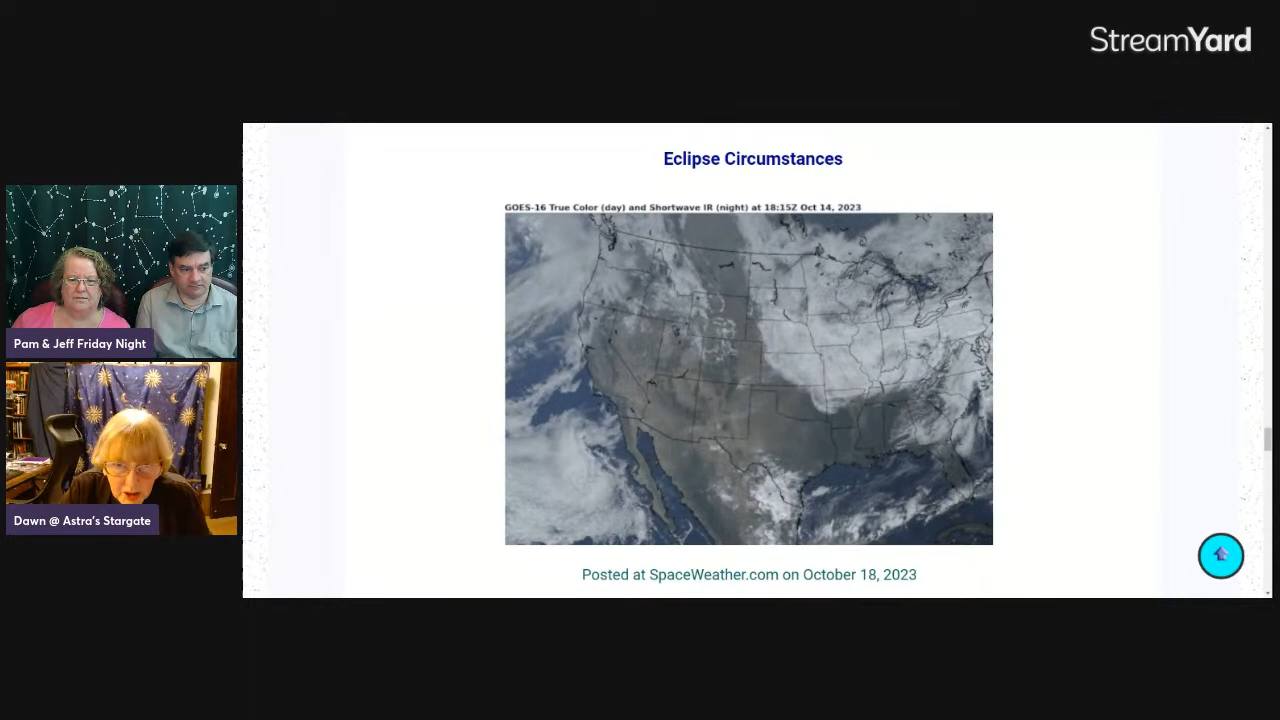 StreamYard
Eclipse Circumstances
GOES-16 True Color (day) and Shortwave IR (night) at 18:15Z Oct 14, 2023
Pam & Jeff Friday Night
Dawn @ Astra's Stargate
Posted at SpaceWeather.com on October 18, 2023